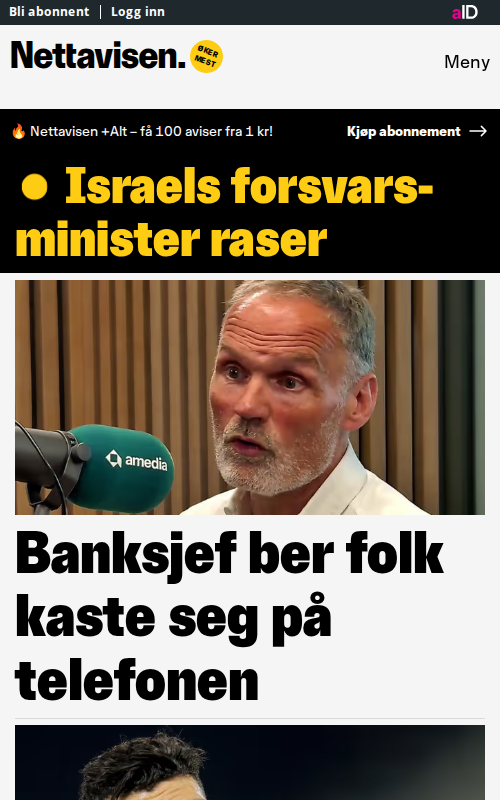 Bli abonnent | Logg inn
aID
Nettavisen.
ØKER
MEST
Meny
🔥 Nettavisen +Alt – få 100 aviser fra 1 kr!
Kjøp abonnement →
Israels forsvars-
minister raser
amedia
Banksjef ber folk
kaste seg på
telefonen